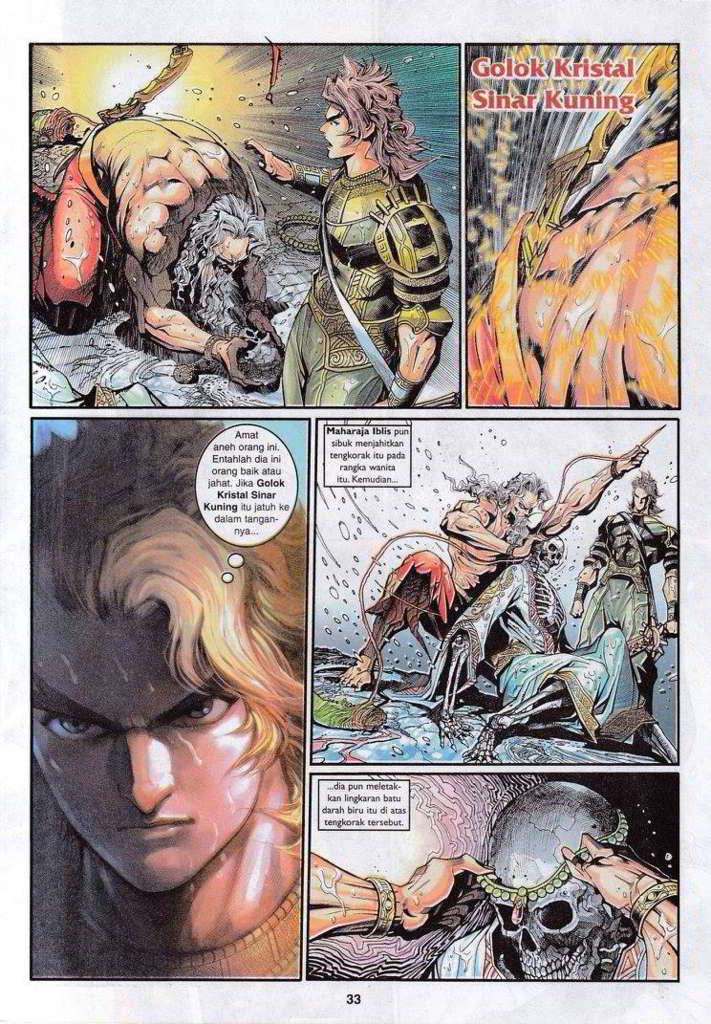 Golok Kristal
Sinar Kuning
Amat
aneh orang ini.
Entahlah dia ini
orang baik atau
jahat. Jika Golok
Kristal Sinar
Kuning itu jatuh ke
dalam tangan-
nya...
Maharaja Iblis pun
sibuk menjahitkan
tengkorak itu pada
rangka wanita
itu. Kemudian...
...dia pun meletak-
kan lingkaran batu
darah biru itu di atas
tengkorak tersebut.
33